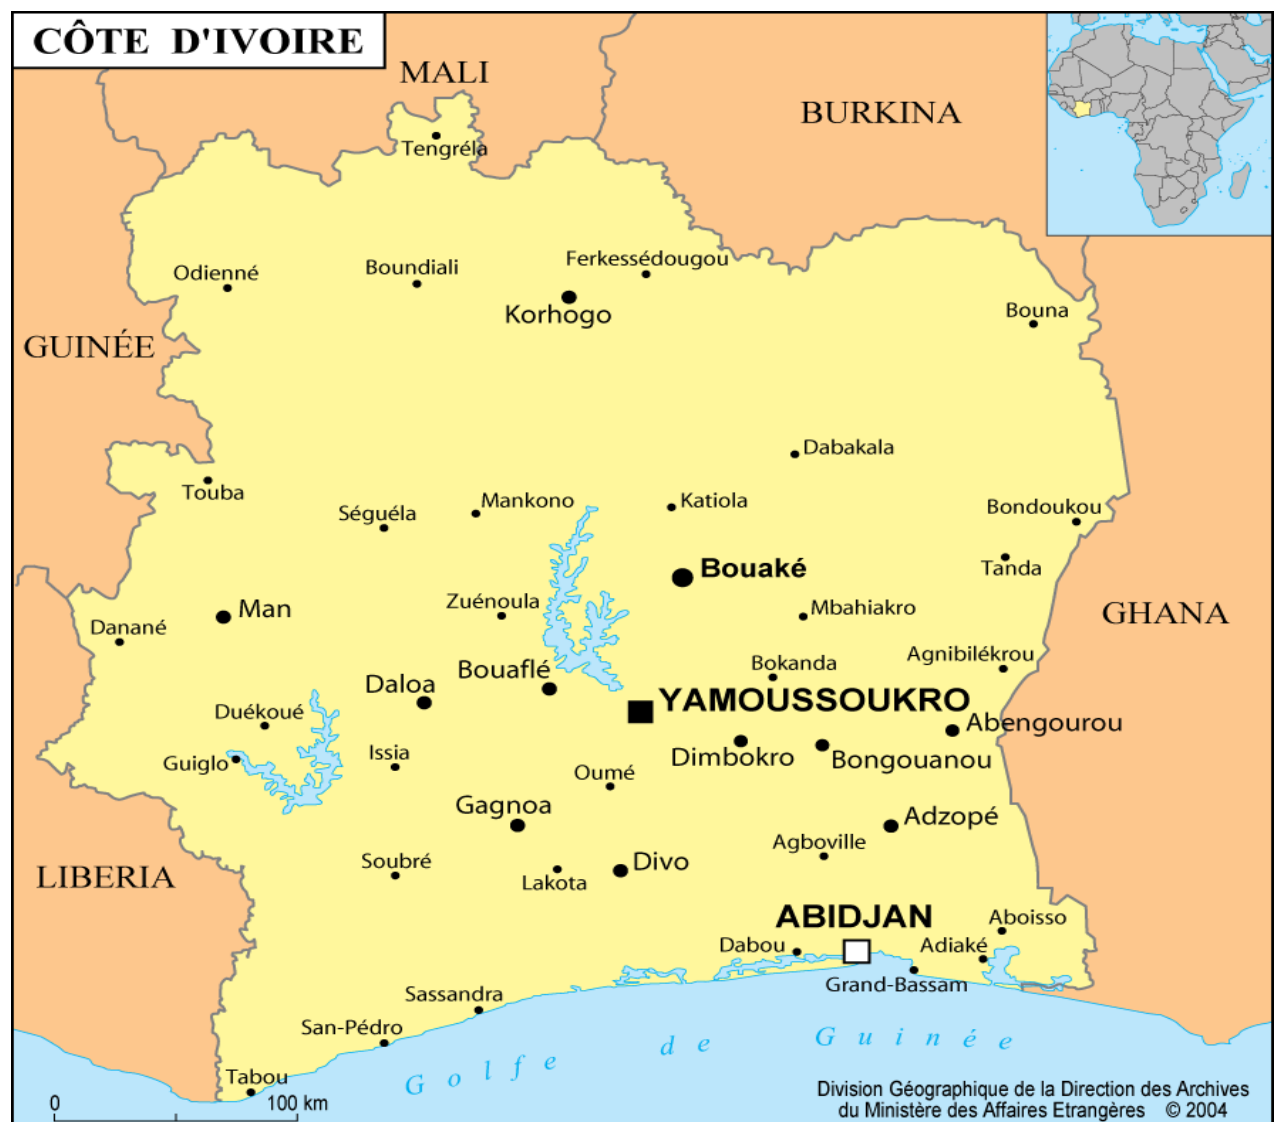 CÔTE D'IVOIRE
MALI
BURKINA
Tengréla
Ferkessédougou
Boundiali
Odienné
Korhogo
Bouna
GUINÉE
Dabakala
Touba
Mankono
Katiola
Séguéla
Bondoukou
Bouaké
Tanda
Zuénoula
Mbahiakro
Man
GHANA
Danané
Agnibilékrou
Bokanda
Bouaflé
Daloa
YAMOUSSOUKRO
Duékoué
Abengourou
Issia
Dimbokro
Bongouanou
Guiglo
Oumé
Gagnoa
Adzopé
Agboville
Soubré
Divo
LIBERIA
Lakota
ABIDJAN
Aboisso
Dabou
Adiaké
Grand-Bassam
Sassandra
San-Pédro
Golfe de Guinée
Tabou
0 100 km
Division Géographique de la Direction des Archives
du Ministère des Affaires Etrangères © 2004